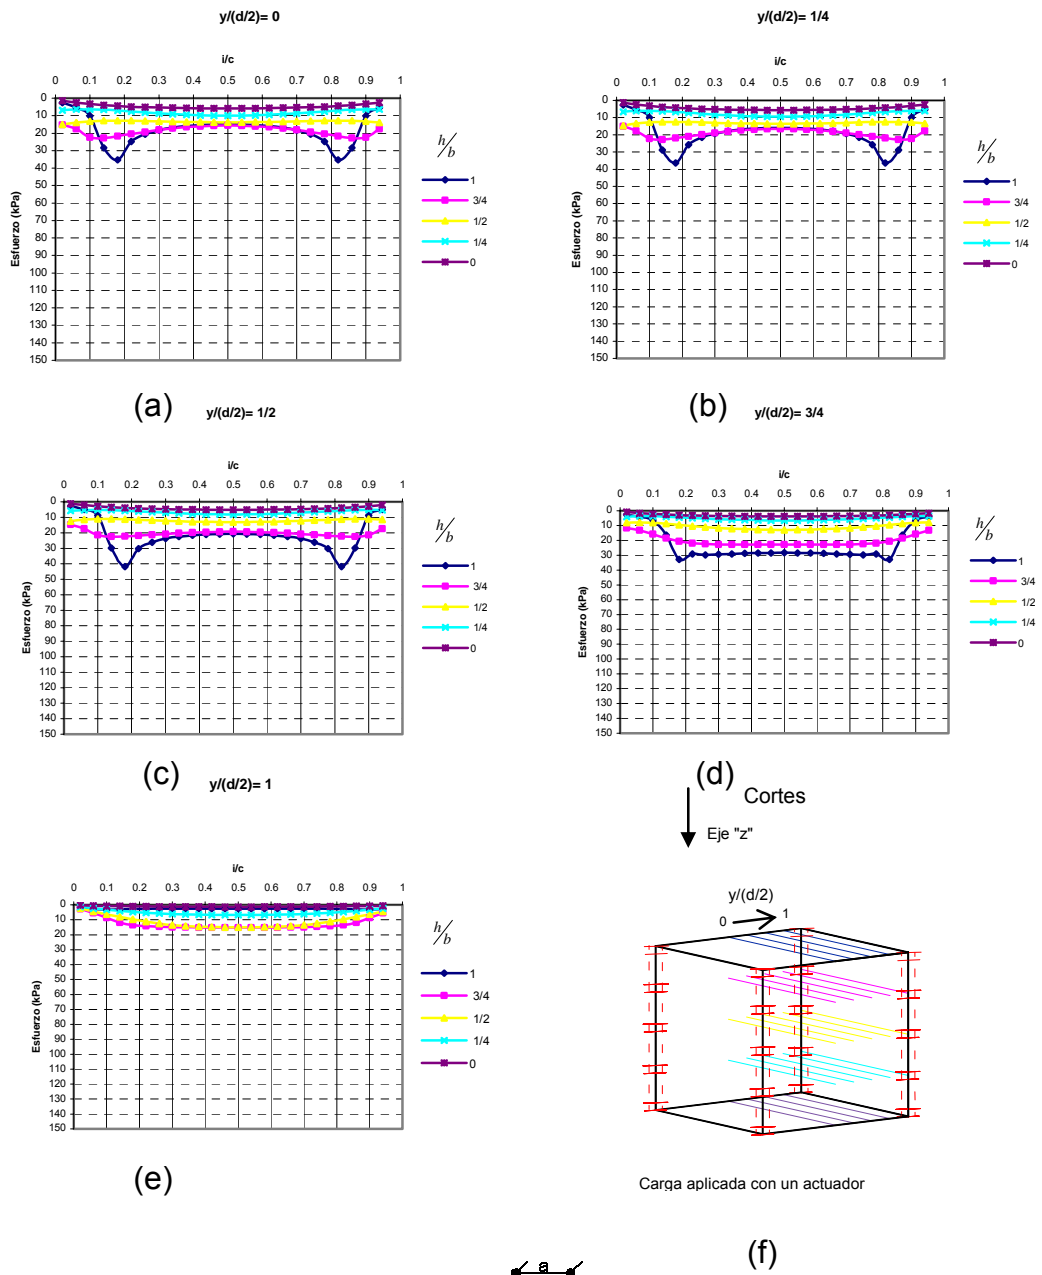 y/(d/2)= 0
i/c
0 0.1 0.2 0.3 0.4 0.5 0.6 0.7 0.8 0.9 1
0
10
20
30
40
50
60
70
80
90
100
110
120
130
140
150
Esfuerzo (kPa)
h/b
1
3/4
1/2
1/4
0
(a)
y/(d/2)= 1/4
i/c
0 0.1 0.2 0.3 0.4 0.5 0.6 0.7 0.8 0.9 1
0
10
20
30
40
50
60
70
80
90
100
110
120
130
140
150
Esfuerzo (kPa)
h/b
1
3/4
1/2
1/4
0
(b)
y/(d/2)= 1/2
i/c
0 0.1 0.2 0.3 0.4 0.5 0.6 0.7 0.8 0.9 1
0
10
20
30
40
50
60
70
80
90
100
110
120
130
140
150
Esfuerzo (kPa)
h/b
1
3/4
1/2
1/4
0
(c)
y/(d/2)= 3/4
i/c
0 0.1 0.2 0.3 0.4 0.5 0.6 0.7 0.8 0.9 1
0
10
20
30
40
50
60
70
80
90
100
110
120
130
140
150
Esfuerzo (kPa)
h/b
1
3/4
1/2
1/4
0
(d)
y/(d/2)= 1
i/c
0 0.1 0.2 0.3 0.4 0.5 0.6 0.7 0.8 0.9 1
0
10
20
30
40
50
60
70
80
90
100
110
120
130
140
150
Esfuerzo (kPa)
h/b
1
3/4
1/2
1/4
0
(e)
Cortes
Eje "z"
y/(d/2)
0 1
Carga aplicada con un actuador
(f)
a